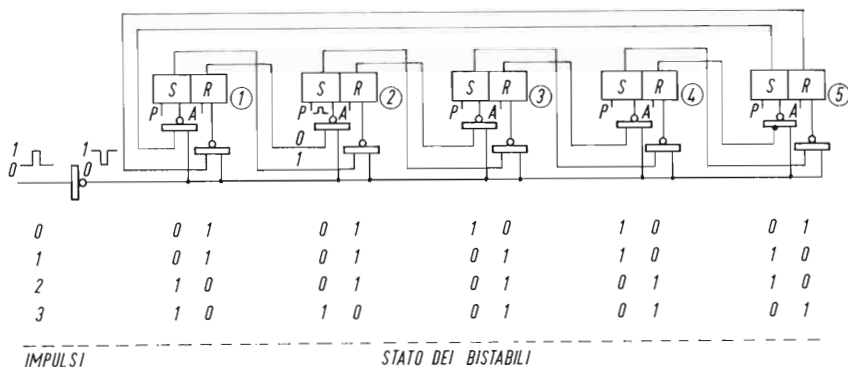 S R 1 S R 2 S R 3 S R 4 S R 5
P A P A P A P A P A
0
1
1 0 1 0
0 0 1 0 1 1 0 1 0 0 1
1 0 1 0 1 0 1 1 0 1 0
2 1 0 0 1 0 1 0 1 1 0
3 1 0 1 0 0 1 0 1 0 1
IMPULSI STATO DEI BISTABILI